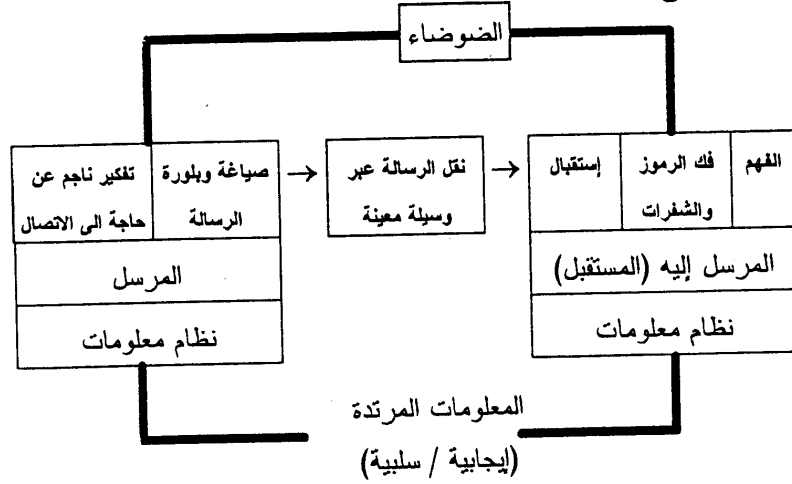 الضوضاء
تفكير ناجم عن
حاجة الى الاتصال
صياغة وبلورة
الرسالة
→
نقل الرسالة عبر
وسيلة معينة
→
إستقبال
فك الرموز
والشفرات
الفهم
المرسل
المرسل إليه (المستقبل)
نظام معلومات
نظام معلومات
المعلومات المرتدة
(إيجابية / سلبية)